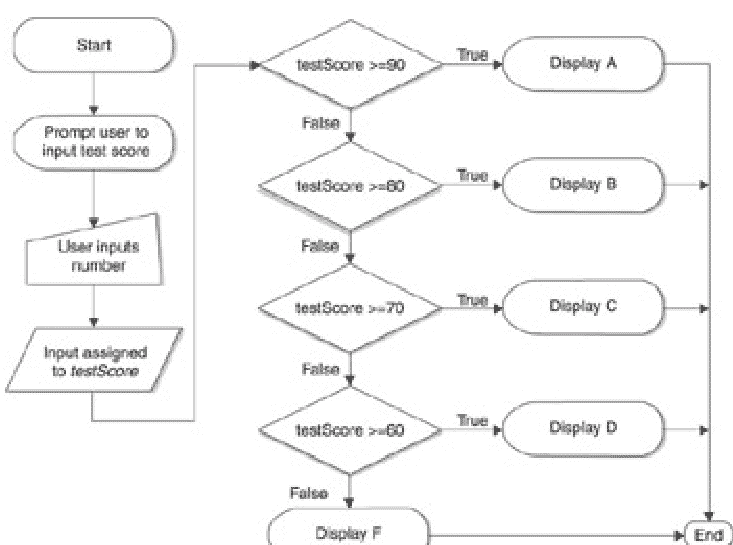 Start
Prompt user to
input test score
User inputs
number
Input assigned
to testScore
testScore >=90
True
Display A
False
testScore >=80
True
Display B
False
testScore >=70
True
Display C
False
testScore >=60
True
Display D
False
Display F
End